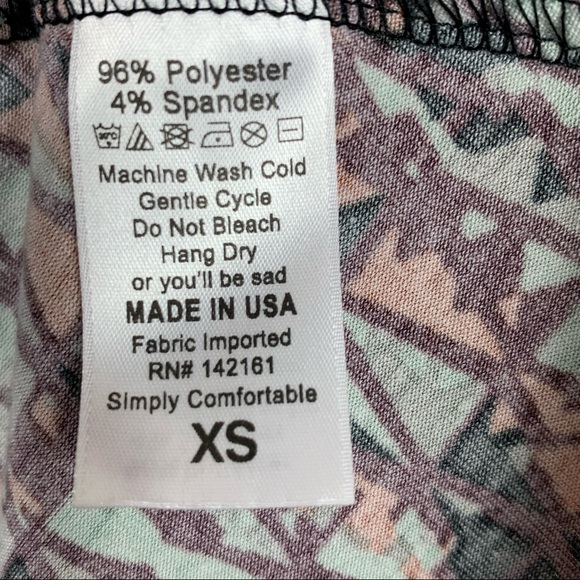 96% Polyester
4% Spandex
30°C
Machine Wash Cold
Gentle Cycle
Do Not Bleach
Hang Dry
or you'll be sad
MADE IN USA
Fabric Imported
RN# 142161
Simply Comfortable
XS